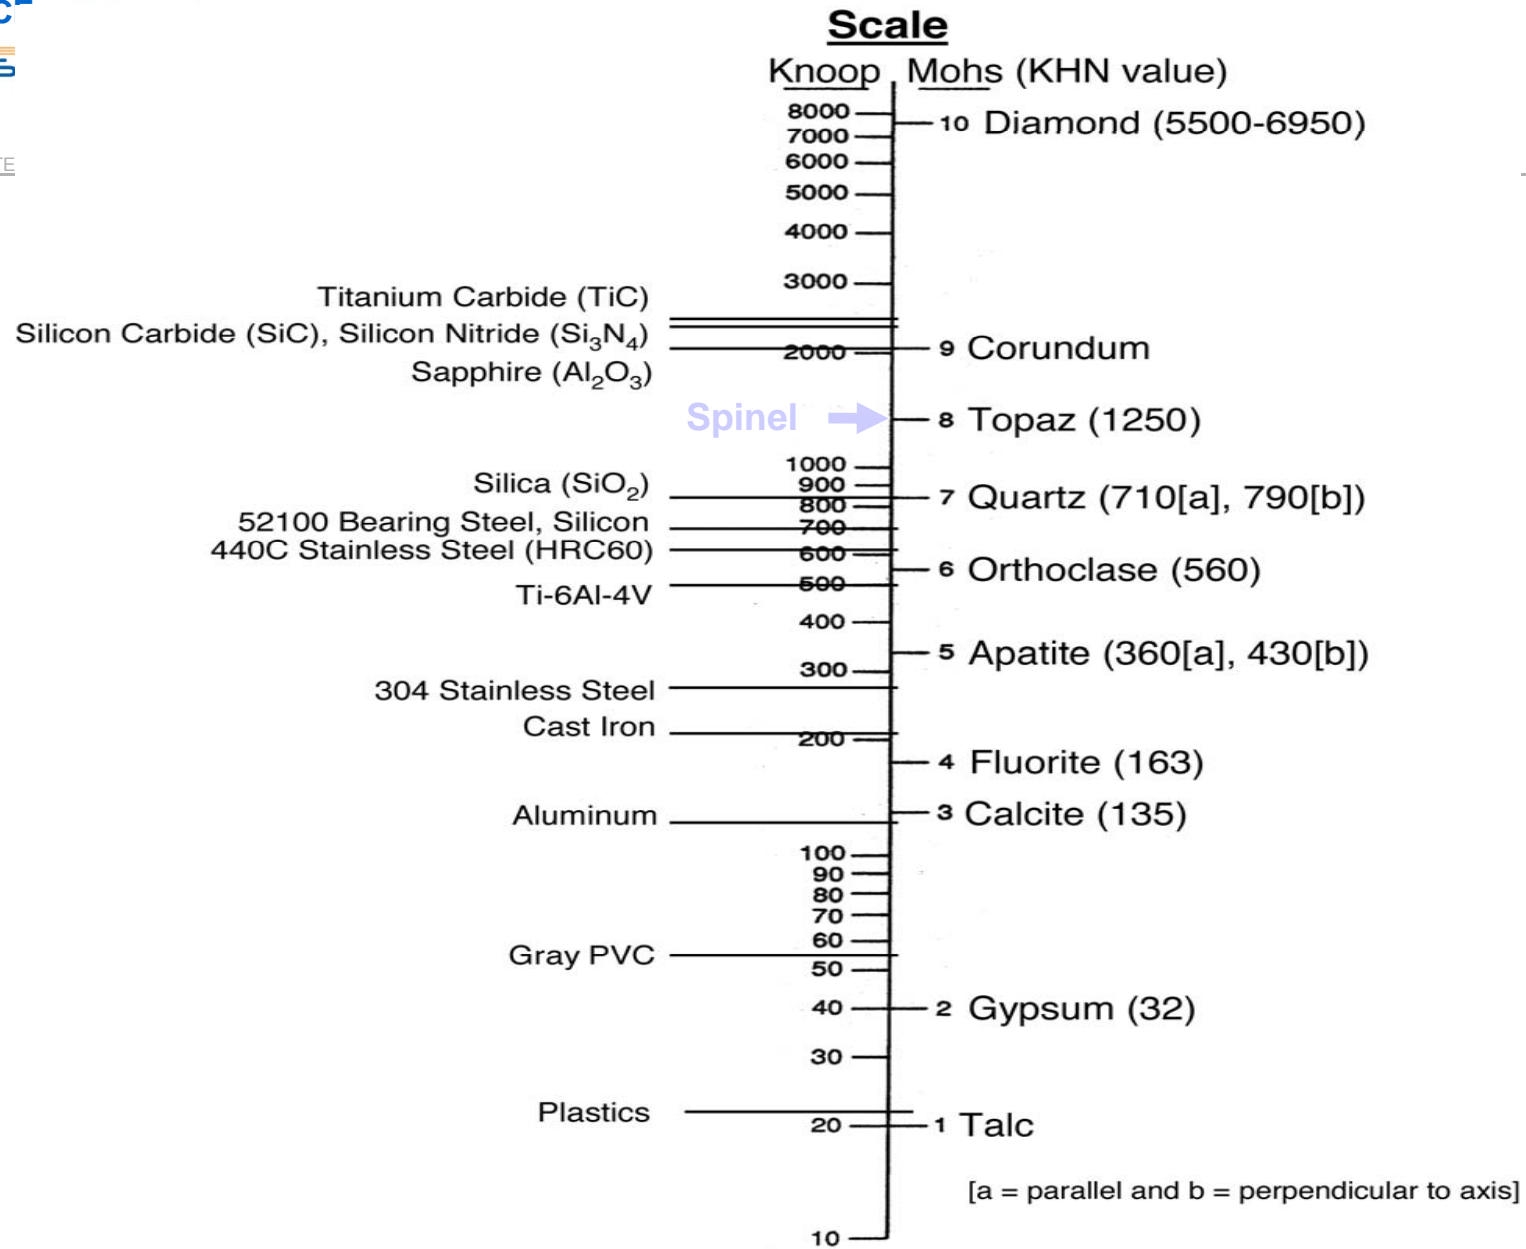 Scale
Knoop Mohs (KHN value)
8000
10 Diamond (5500-6950)
7000
6000
5000
4000
3000
Titanium Carbide (TiC)
Silicon Carbide (SiC), Silicon Nitride (Si₃N₄)
2000
9 Corundum
Sapphire (Al₂O₃)
Spinel
8 Topaz (1250)
1000
Silica (SiO₂)
900
7 Quartz (710[a], 790[b])
800
52100 Bearing Steel, Silicon
700
440C Stainless Steel (HRC60)
600
6 Orthoclase (560)
500
Ti-6Al-4V
400
5 Apatite (360[a], 430[b])
300
304 Stainless Steel
Cast Iron
200
4 Fluorite (163)
Aluminum
3 Calcite (135)
100
90
80
70
60
Gray PVC
50
40
2 Gypsum (32)
30
Plastics
20
1 Talc
[a = parallel and b = perpendicular to axis]
10